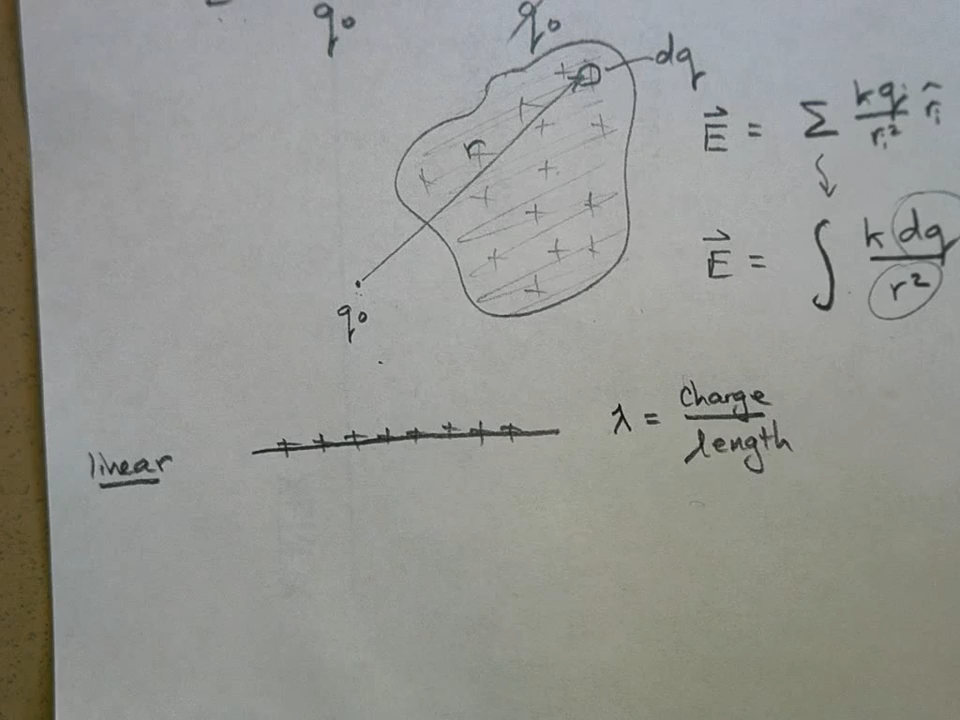 q₀ q₀
dq
E⃗ = Σ kqᵢ/rᵢ² r̂ᵢ
r
E⃗ = ∫ k dq/r²
q₀
linear + + + + + + + + λ = charge/length